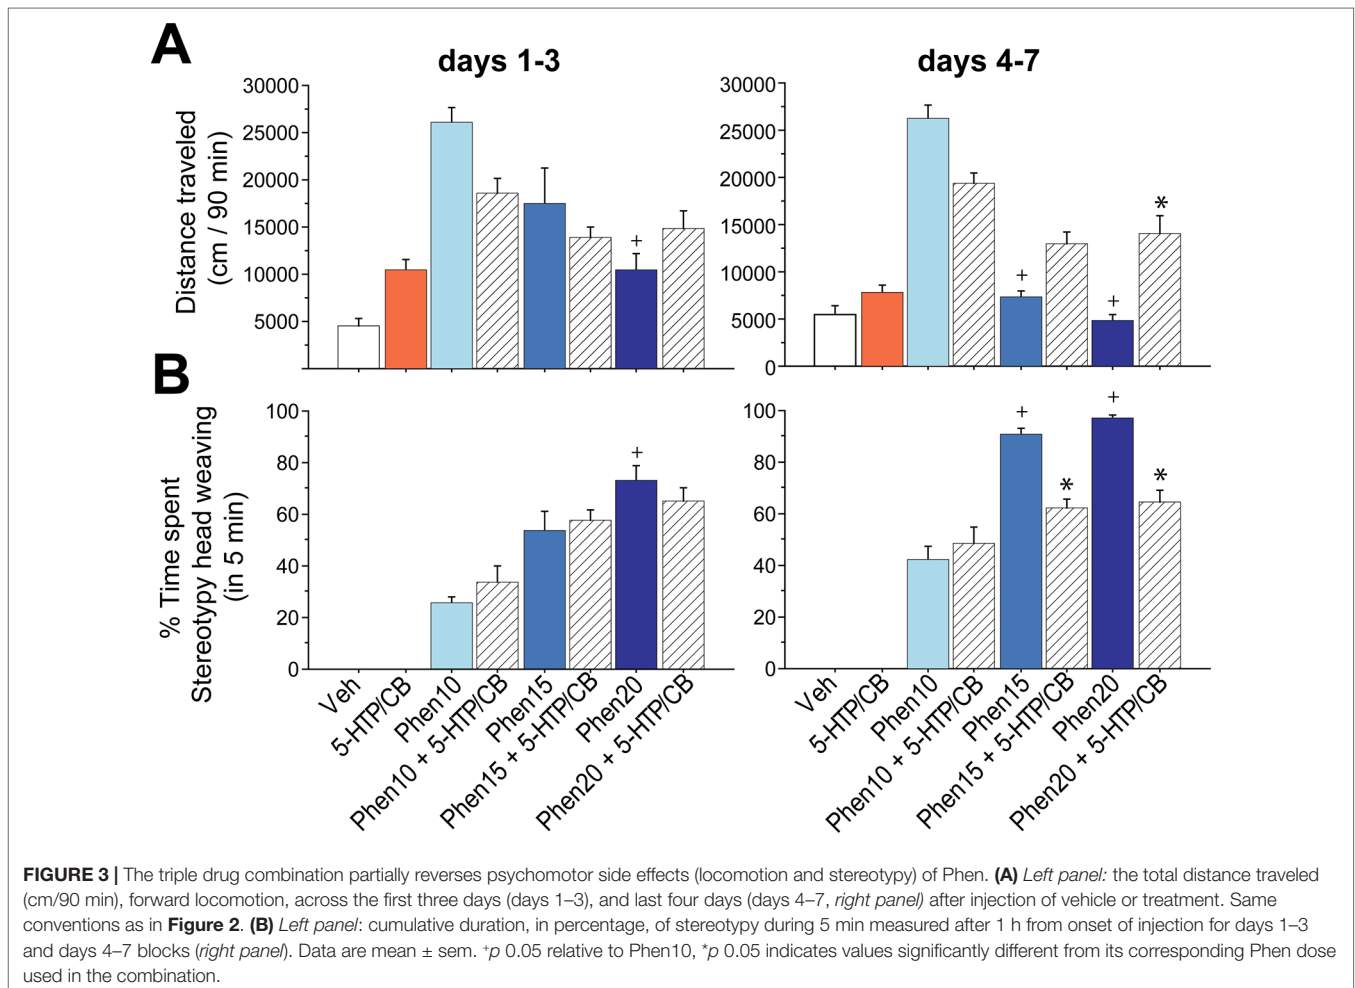 A
days 1-3
days 4-7
Distance traveled
(cm / 90 min)
30000
25000
20000
15000
10000
5000
30000
25000
20000
15000
10000
5000
0
+
+
+
*
B
% Time spent
Stereotypy head weaving
(in 5 min)
100
80
60
40
20
0
100
80
60
40
20
0
+
+
*
+
*
Veh
5-HTP/CB
Phen10
Phen10 + 5-HTP/CB
Phen15
Phen15 + 5-HTP/CB
Phen20
Phen20 + 5-HTP/CB
Veh
5-HTP/CB
Phen10
Phen10 + 5-HTP/CB
Phen15
Phen15 + 5-HTP/CB
Phen20
Phen20 + 5-HTP/CB
FIGURE 3 | The triple drug combination partially reverses psychomotor side effects (locomotion and stereotypy) of Phen. (A) Left panel: the total distance traveled
(cm/90 min), forward locomotion, across the first three days (days 1–3), and last four days (days 4–7, right panel) after injection of vehicle or treatment. Same
conventions as in Figure 2. (B) Left panel: cumulative duration, in percentage, of stereotypy during 5 min measured after 1 h from onset of injection for days 1–3
and days 4–7 blocks (right panel). Data are mean ± sem. +p 0.05 relative to Phen10, *p 0.05 indicates values significantly different from its corresponding Phen dose
used in the combination.